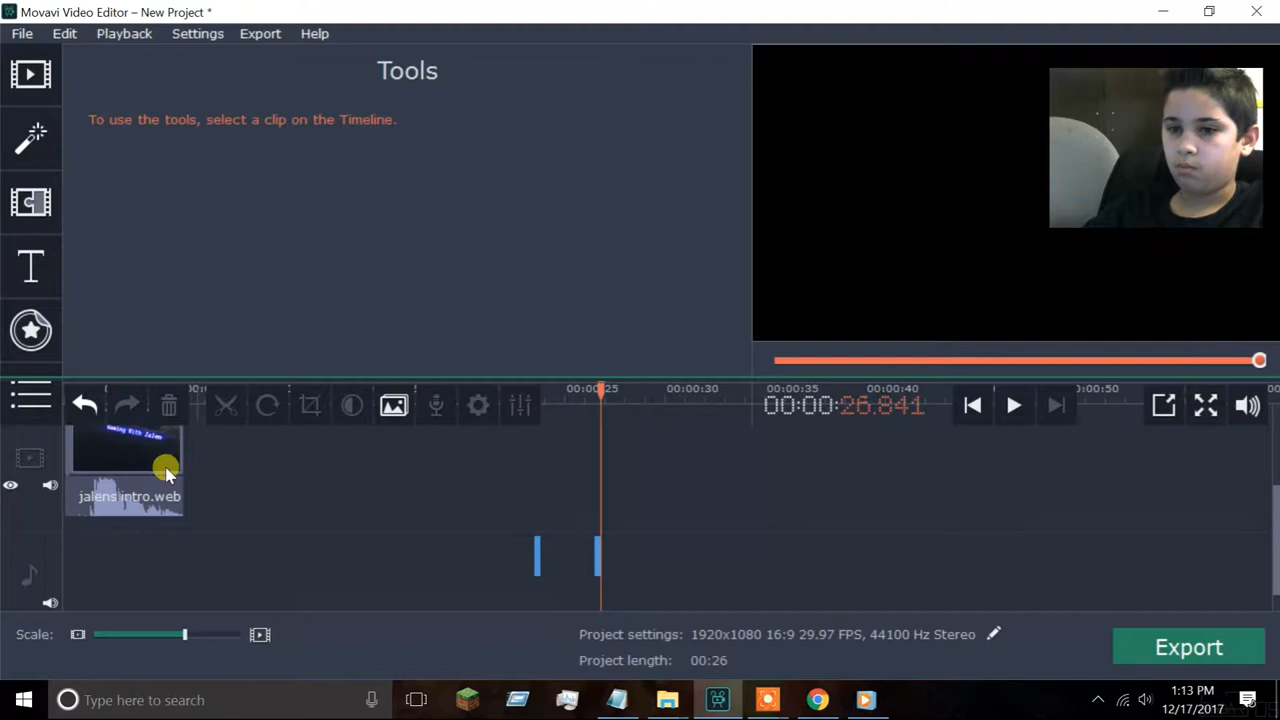 Movavi Video Editor – New Project *
File Edit Playback Settings Export Help
Tools
To use the tools, select a clip on the Timeline.
T
00:00:25 00:00:30 00:00:35 00:00:40
00:00:26.841
Gaming With Jalen
jalens intro.web
Scale:
Project settings: 1920x1080 16:9 29.97 FPS, 44100 Hz Stereo
Project length: 00:26
Export
Type here to search
1:13 PM
12/17/2017